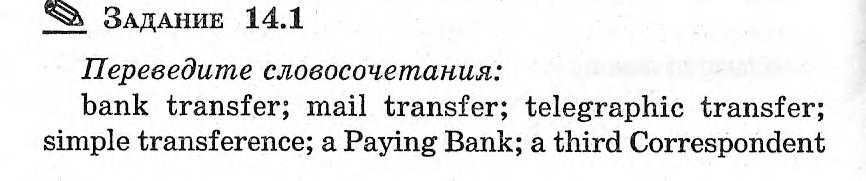 ЗАДАНИЕ 14.1
Переведите словосочетания:
bank transfer; mail transfer; telegraphic transfer;
simple transference; a Paying Bank; a third Correspondent